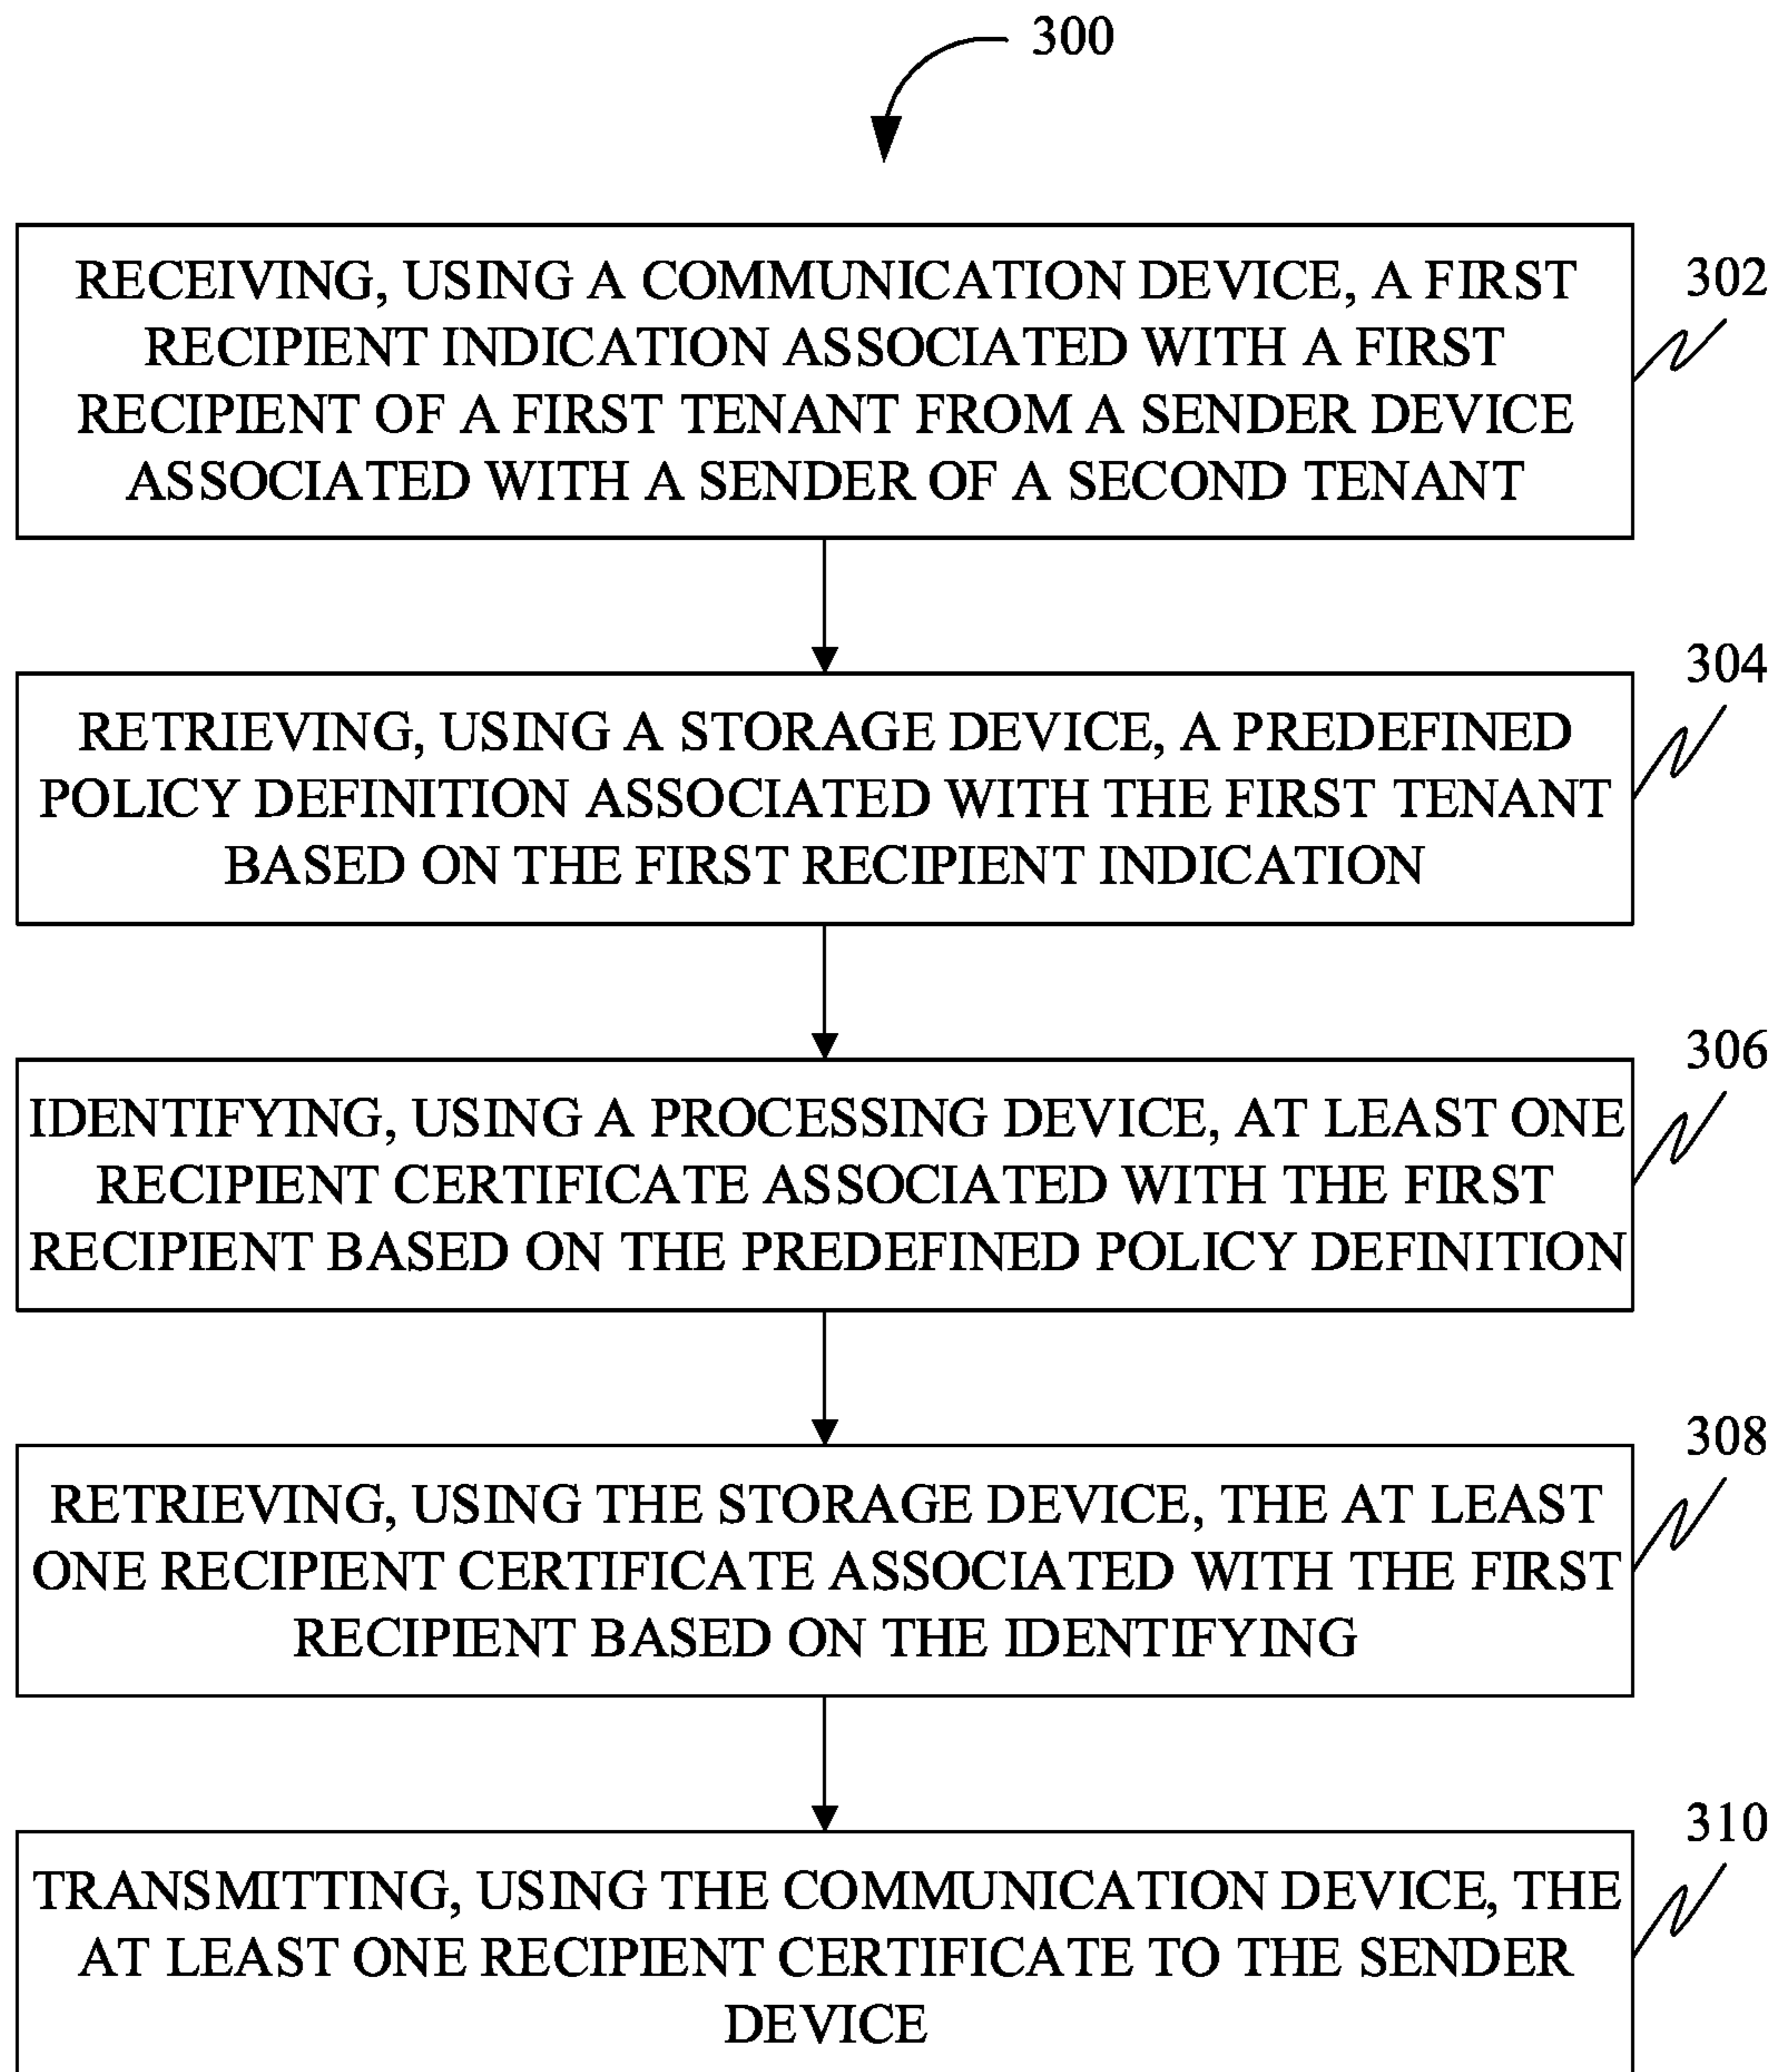 300
RECEIVING, USING A COMMUNICATION DEVICE, A FIRST
RECIPIENT INDICATION ASSOCIATED WITH A FIRST
RECIPIENT OF A FIRST TENANT FROM A SENDER DEVICE
ASSOCIATED WITH A SENDER OF A SECOND TENANT
302
RETRIEVING, USING A STORAGE DEVICE, A PREDEFINED
POLICY DEFINITION ASSOCIATED WITH THE FIRST TENANT
BASED ON THE FIRST RECIPIENT INDICATION
304
IDENTIFYING, USING A PROCESSING DEVICE, AT LEAST ONE
RECIPIENT CERTIFICATE ASSOCIATED WITH THE FIRST
RECIPIENT BASED ON THE PREDEFINED POLICY DEFINITION
306
RETRIEVING, USING THE STORAGE DEVICE, THE AT LEAST
ONE RECIPIENT CERTIFICATE ASSOCIATED WITH THE FIRST
RECIPIENT BASED ON THE IDENTIFYING
308
TRANSMITTING, USING THE COMMUNICATION DEVICE, THE
AT LEAST ONE RECIPIENT CERTIFICATE TO THE SENDER
DEVICE
310